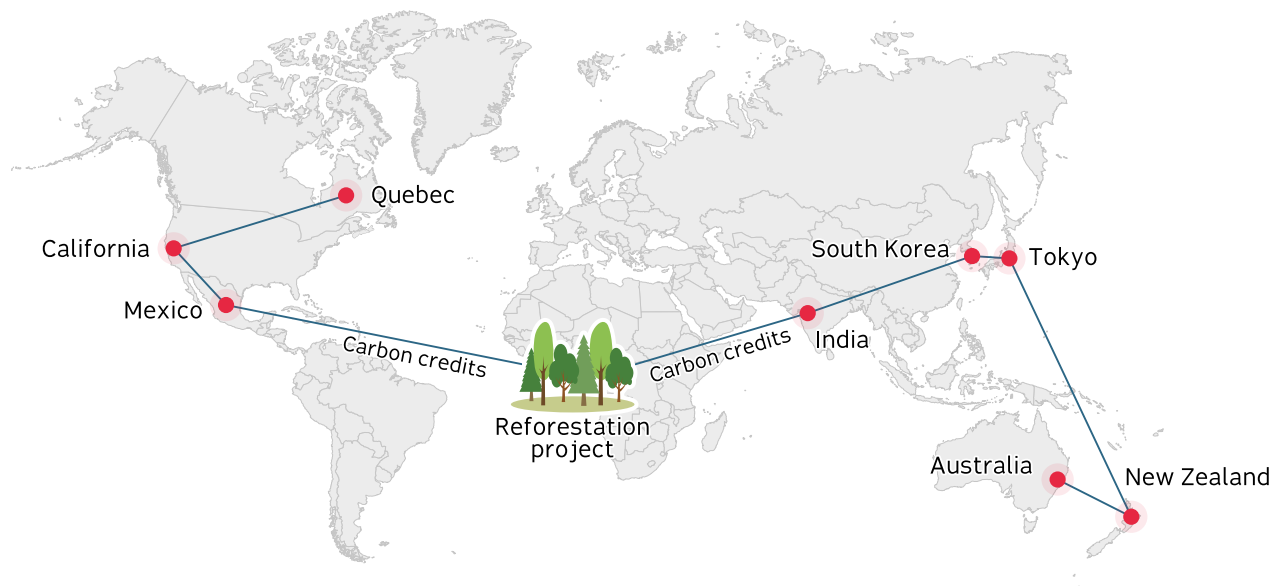 Quebec
California
South Korea
Tokyo
Mexico
India
Carbon credits
Carbon credits
Reforestation
project
Australia
New Zealand